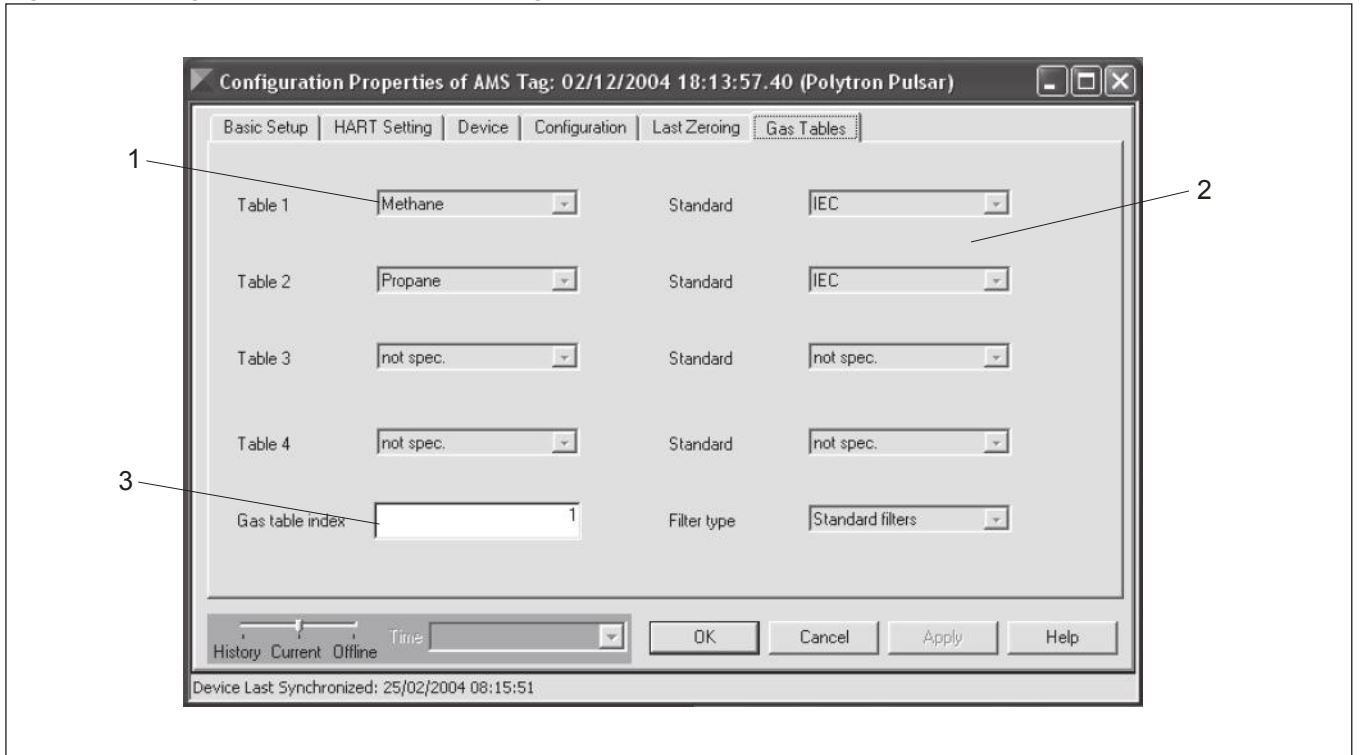 Configuration Properties of AMS Tag: 02/12/2004 18:13:57.40 (Polytron Pulsar)
Basic Setup HART Setting Device Configuration Last Zeroing Gas Tables
1
2
Table 1 Methane Standard IEC
Table 2 Propane Standard IEC
Table 3 not spec. Standard not spec.
Table 4 not spec. Standard not spec.
3
Gas table index 1 Filter type Standard filters
History Current Offline Time OK Cancel Apply Help
Device Last Synchronized: 25/02/2004 08:15:51